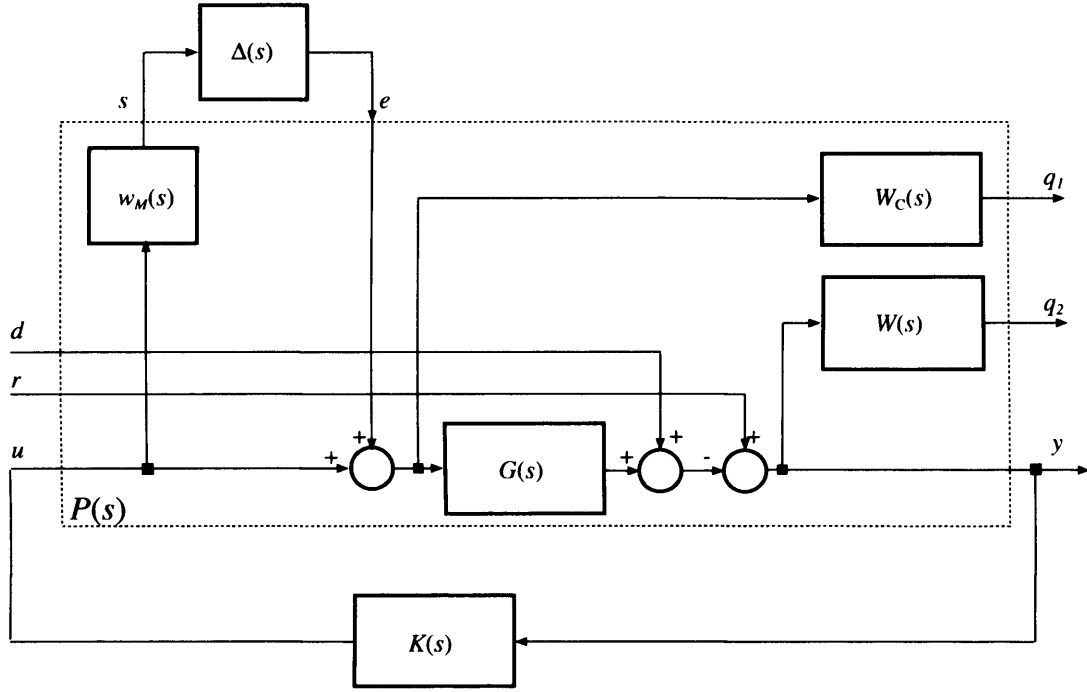 Δ(s)
s
e
w_M(s)
W_C(s)
q_1
W(s)
q_2
d
r
+
+
+
u
+
G(s)
+
-
y
P(s)
K(s)